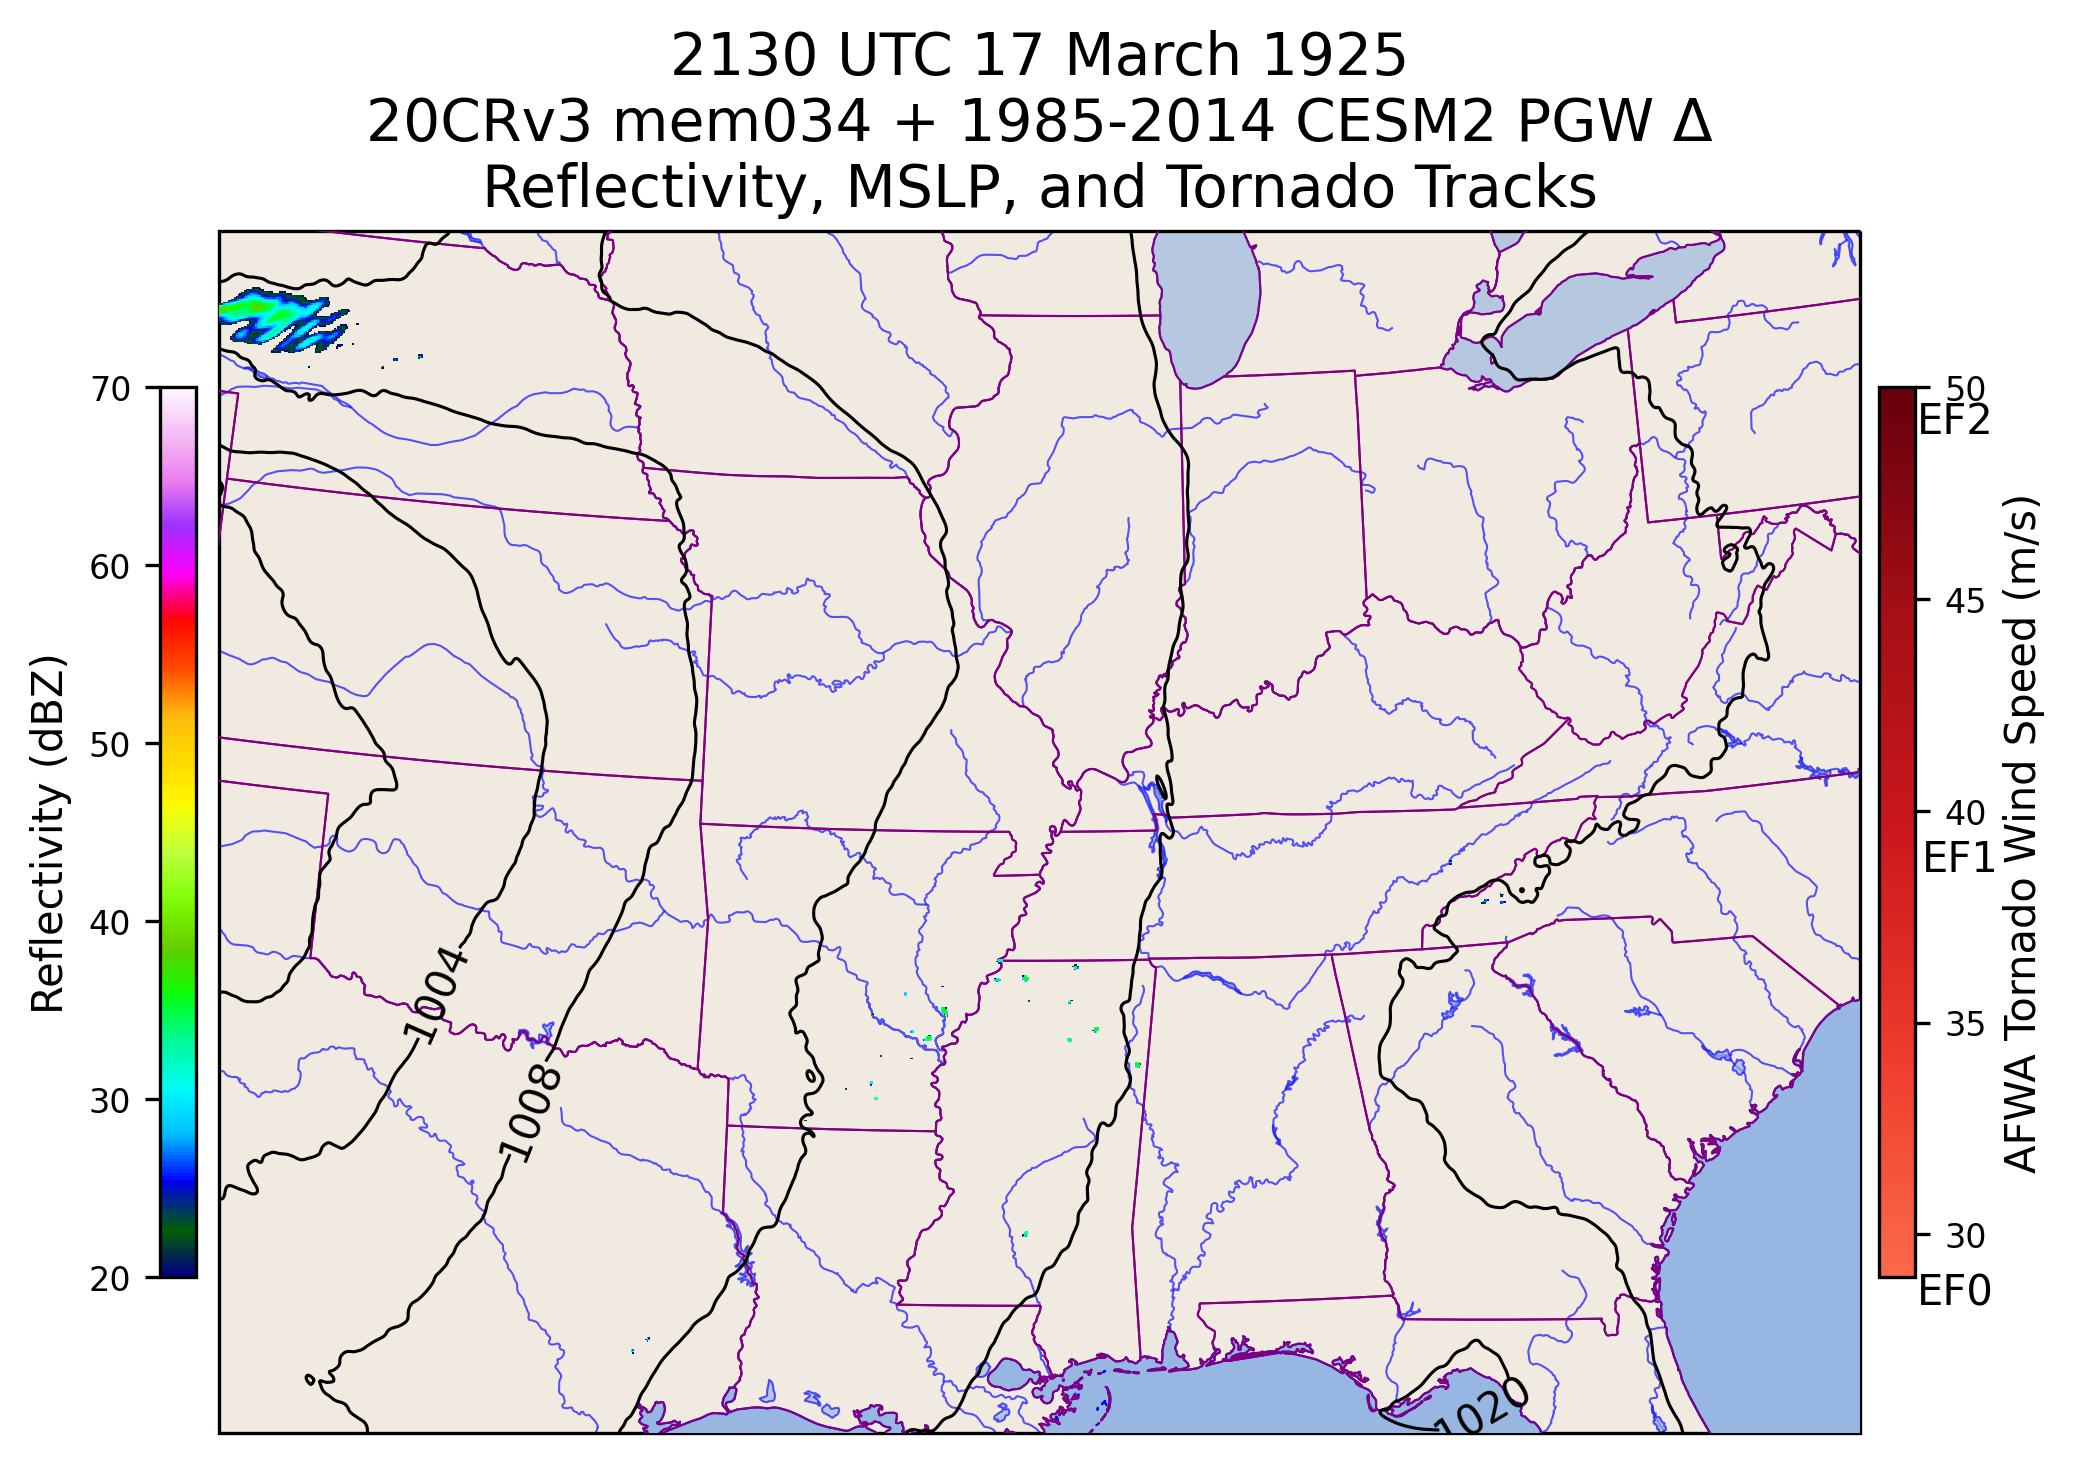 2130 UTC 17 March 1925
20CRv3 mem034 + 1985-2014 CESM2 PGW Δ
Reflectivity, MSLP, and Tornado Tracks
Reflectivity (dBZ)
70
60
50
40
30
20
1004
1008
1020
50
EF2
45
40
EF1
35
30
EF0
AFWA Tornado Wind Speed (m/s)